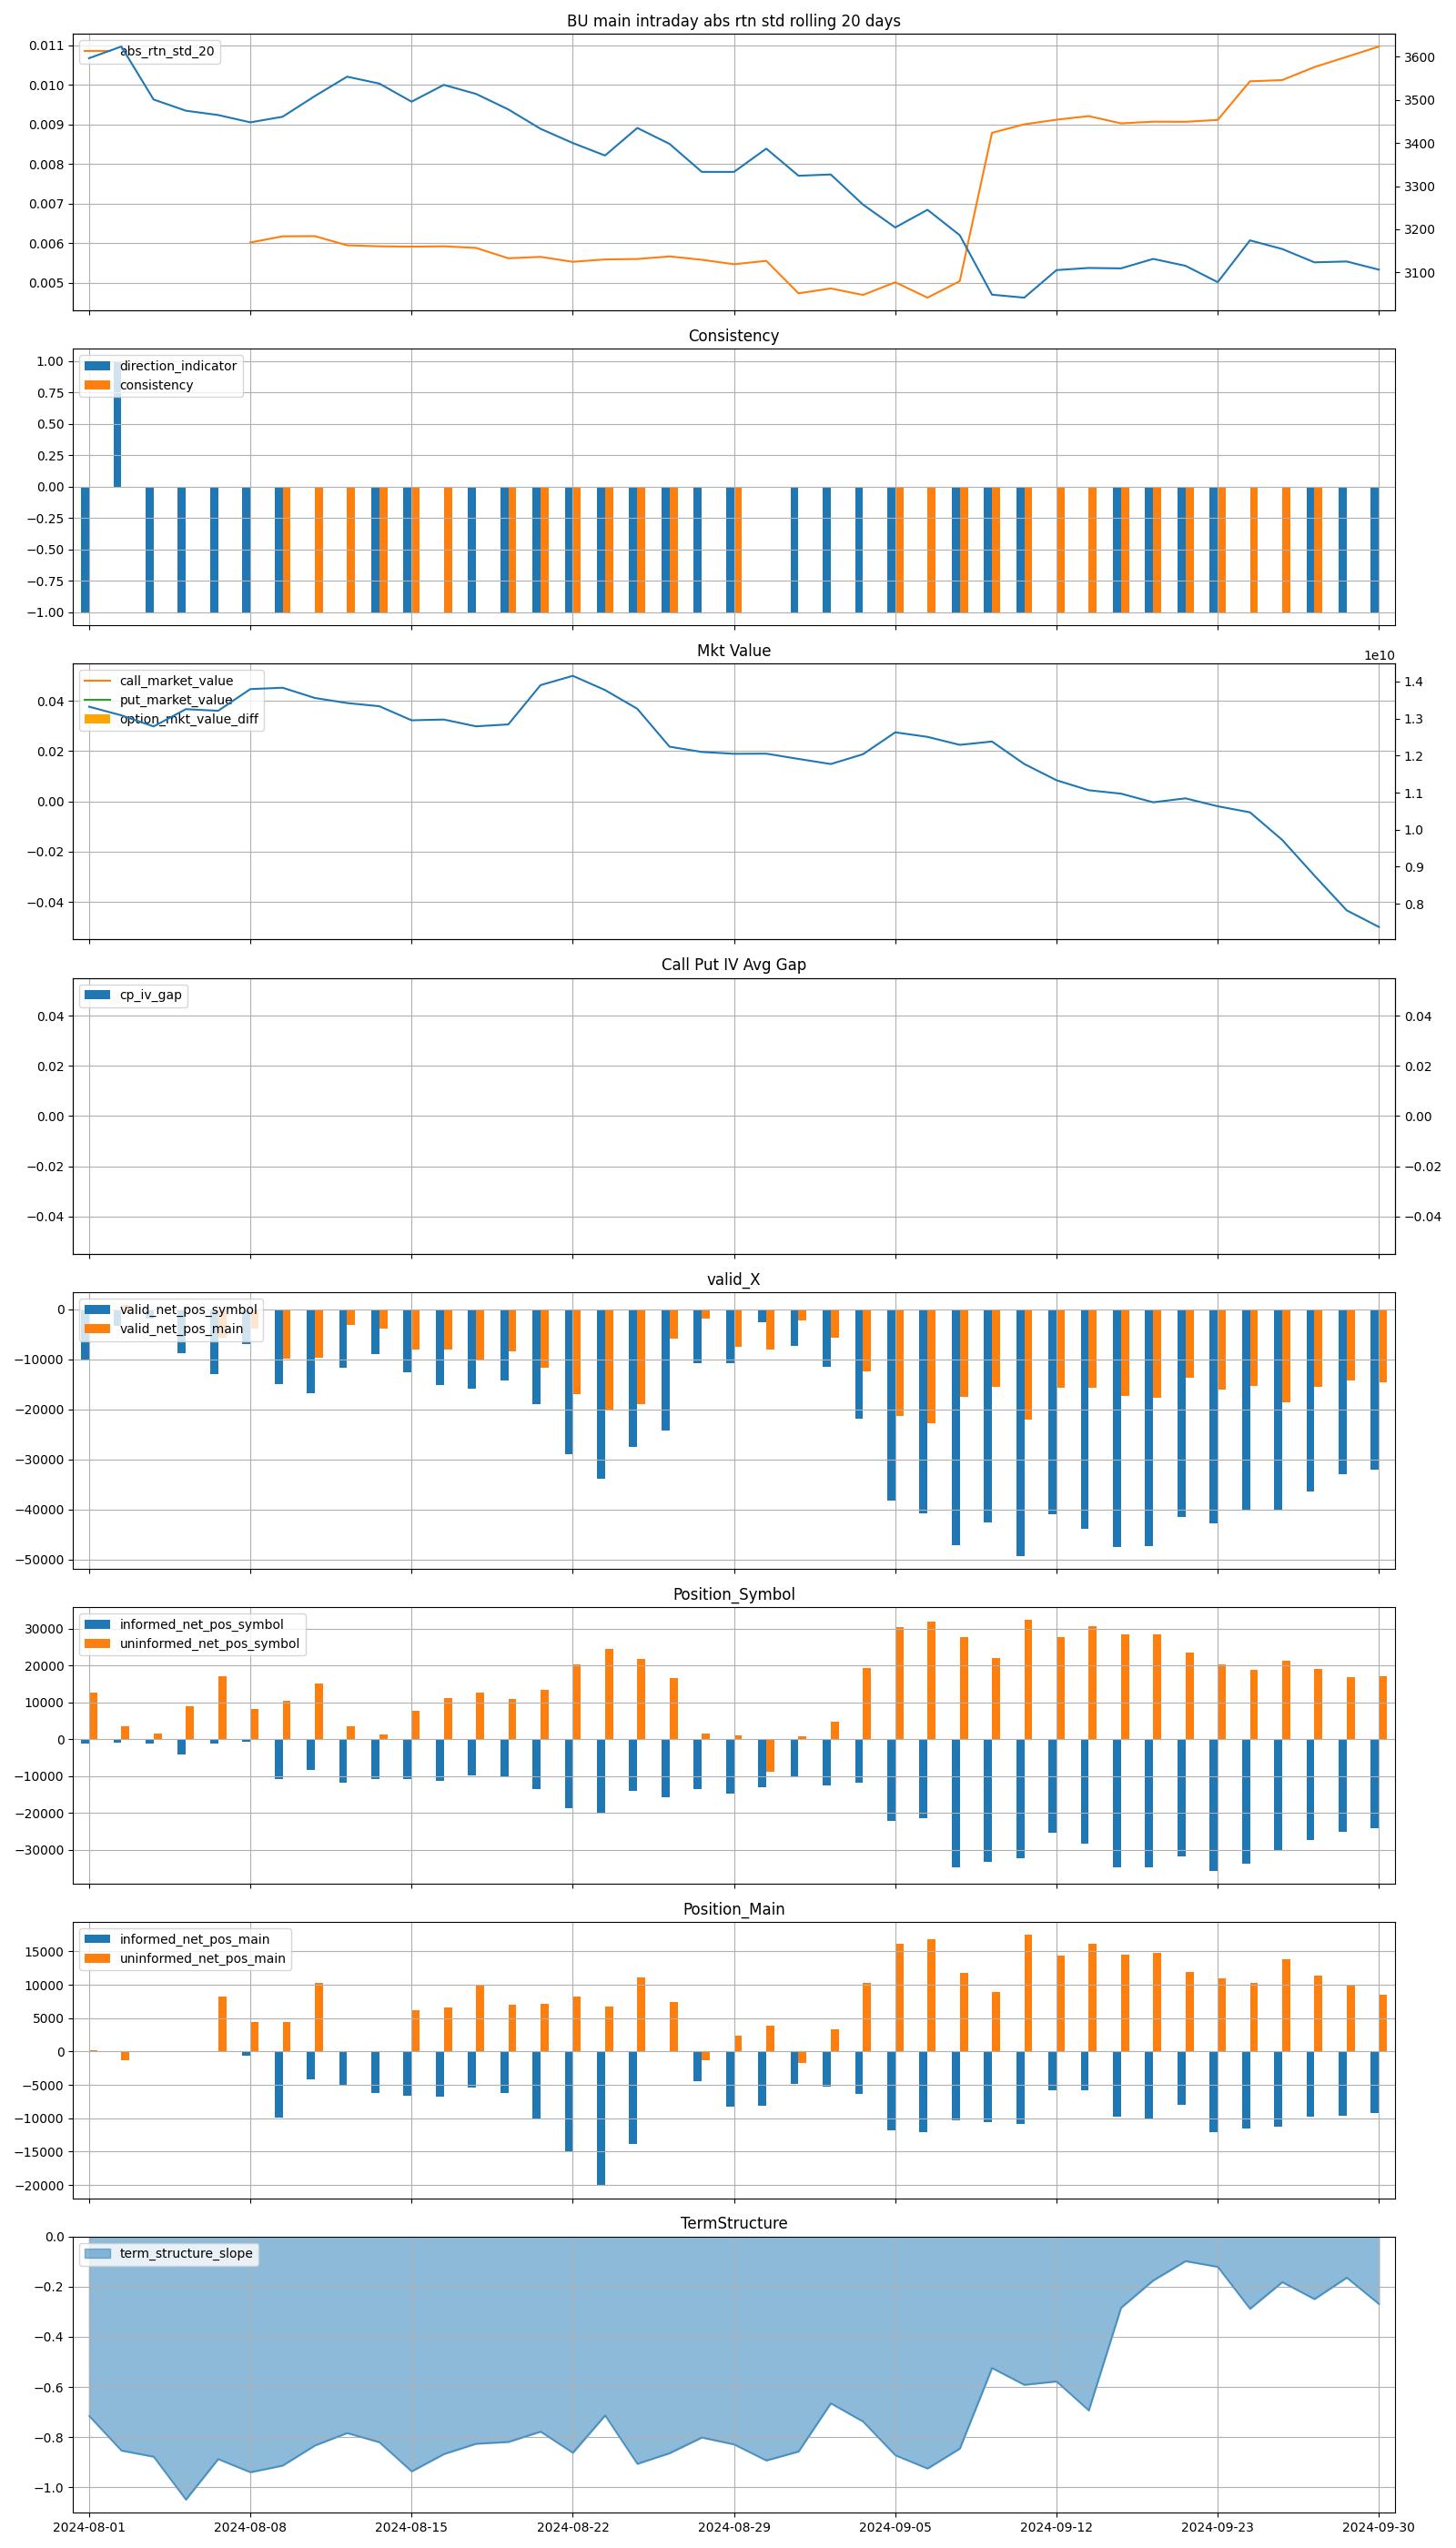 BU main intraday abs rtn std rolling 20 days
abs_rtn_std_20
0.011
0.010
0.009
0.008
0.007
0.006
0.005
3600
3500
3400
3300
3200
3100
Consistency
direction_indicator
consistency
1.00
0.75
0.50
0.25
0.00
−0.25
−0.50
−0.75
−1.00
Mkt Value
1e10
call_market_value
put_market_value
option_mkt_value_diff
0.04
0.02
0.00
−0.02
−0.04
1.4
1.3
1.2
1.1
1.0
0.9
0.8
Call Put IV Avg Gap
cp_iv_gap
0.04
0.02
0.00
−0.02
−0.04
0.04
0.02
0.00
−0.02
−0.04
valid_X
valid_net_pos_symbol
valid_net_pos_main
0
−10000
−20000
−30000
−40000
−50000
Position_Symbol
informed_net_pos_symbol
uninformed_net_pos_symbol
30000
20000
10000
0
−10000
−20000
−30000
Position_Main
informed_net_pos_main
uninformed_net_pos_main
15000
10000
5000
0
−5000
−10000
−15000
−20000
TermStructure
term_structure_slope
0.0
−0.2
−0.4
−0.6
−0.8
−1.0
2024-08-01 2024-08-08 2024-08-15 2024-08-22 2024-08-29 2024-09-05 2024-09-12 2024-09-23 2024-09-30